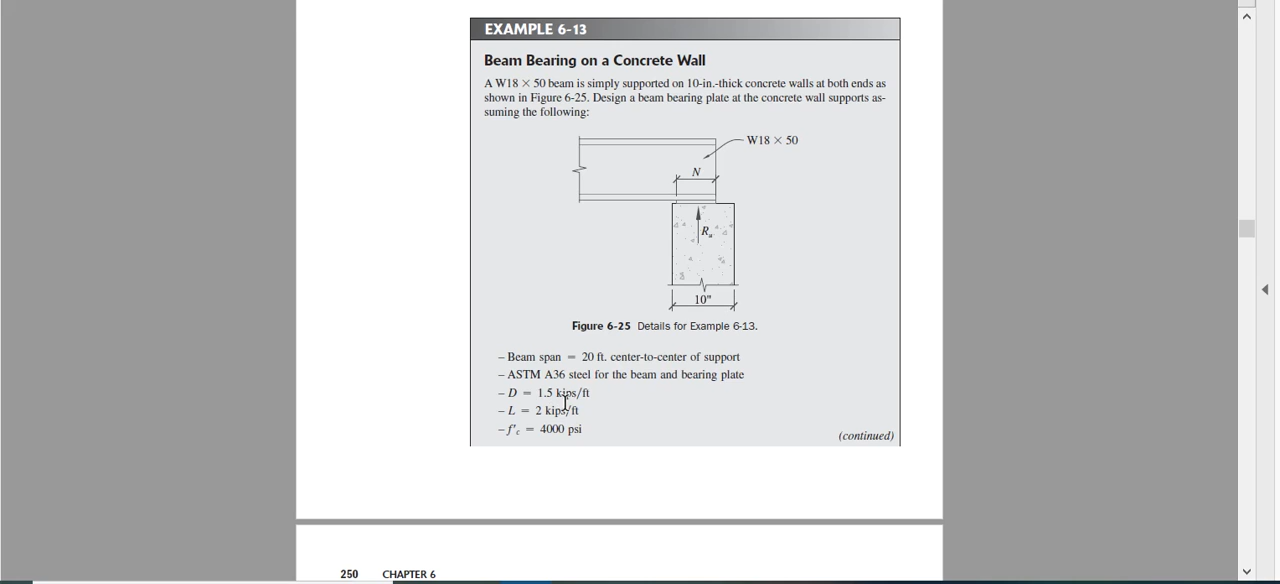 EXAMPLE 6-13
Beam Bearing on a Concrete Wall
A W18 × 50 beam is simply supported on 10-in.-thick concrete walls at both ends as
shown in Figure 6-25. Design a beam bearing plate at the concrete wall supports as-
suming the following:
W18 × 50
N
Ru
10"
Figure 6-25 Details for Example 6-13.
– Beam span = 20 ft. center-to-center of support
– ASTM A36 steel for the beam and bearing plate
– D = 1.5 kips/ft
– L = 2 kips/ft
– f'c = 4000 psi
(continued)
250 CHAPTER 6